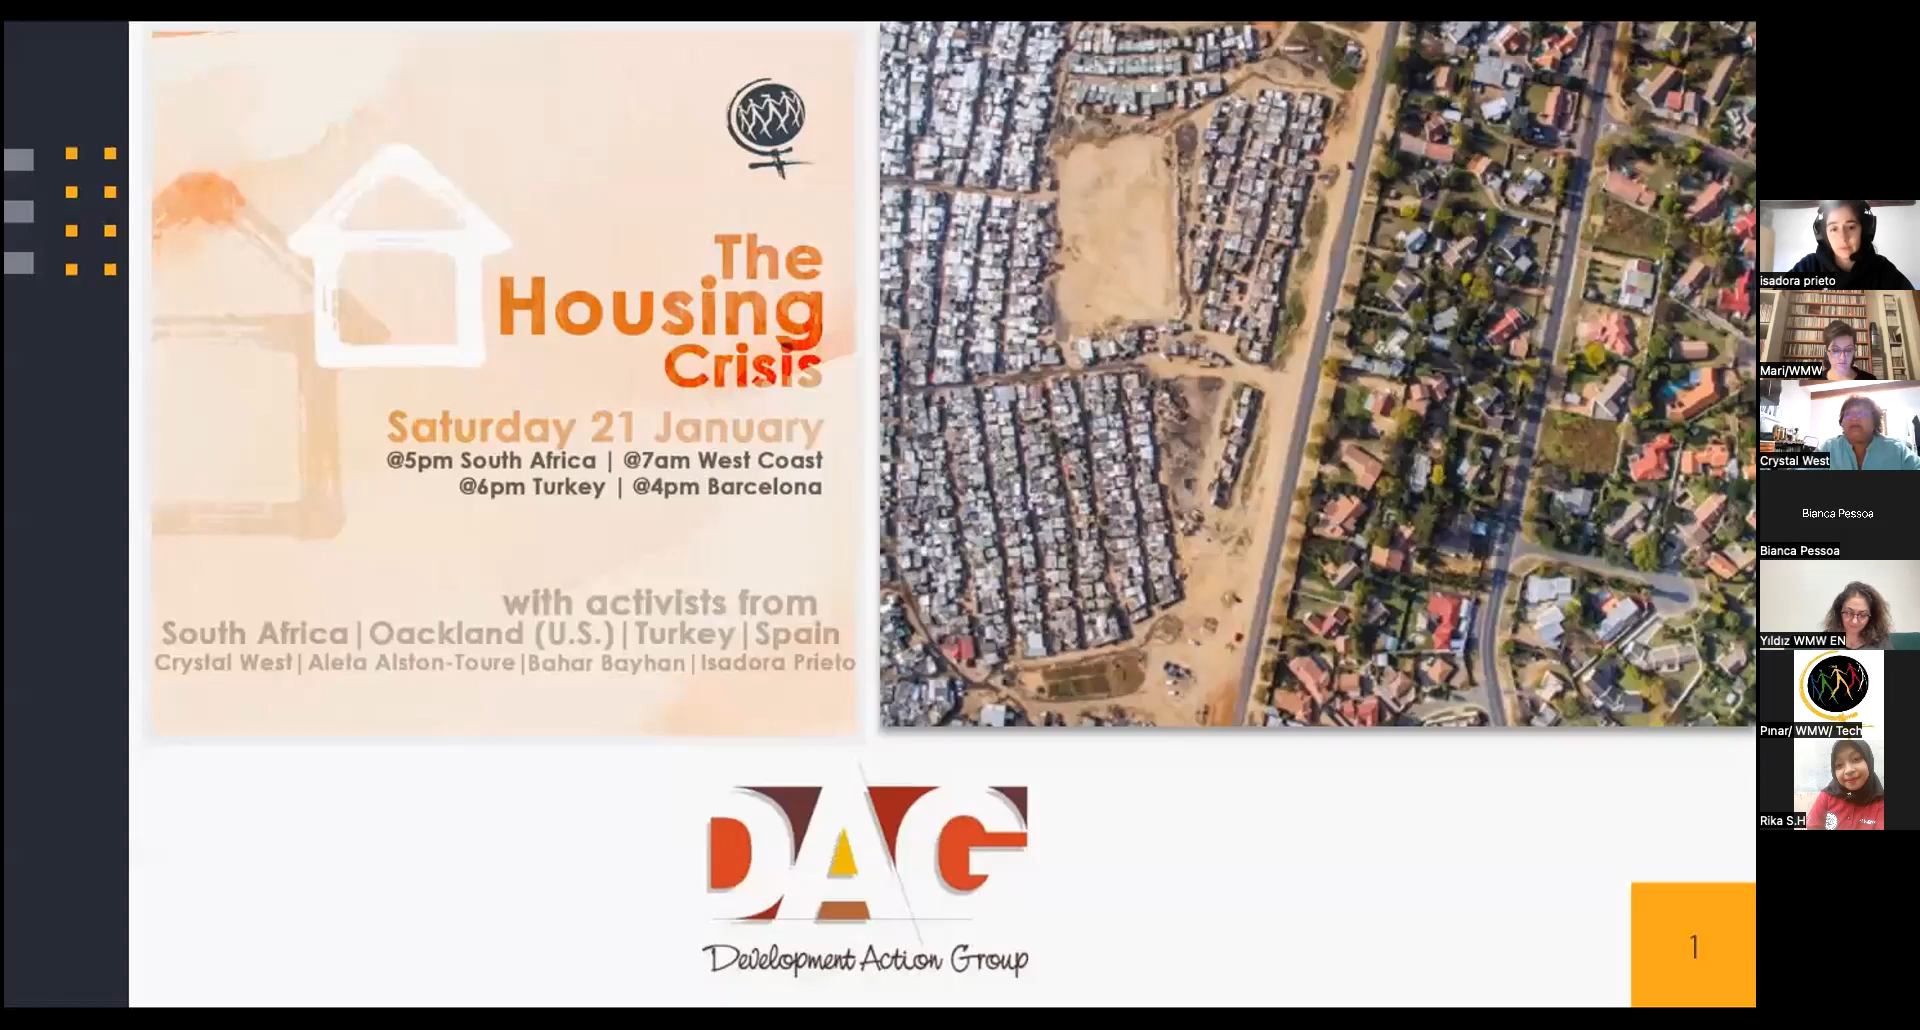 The
Housing
Crisis
Saturday 21 January
@5pm South Africa | @7am West Coast
@6pm Turkey | @4pm Barcelona
with activists from
South Africa|Oackland (U.S.)|Turkey|Spain
Crystal West|Aleta Alston-Toure|Bahar Bayhan|Isadora Prieto
DAG
Development Action Group
1
isadora prieto
Mari/WMW
Crystal West
Bianca Pessoa
Bianca Pessoa
Yıldız WMW EN
Pınar/ WMW/ Tech
Rika S.H